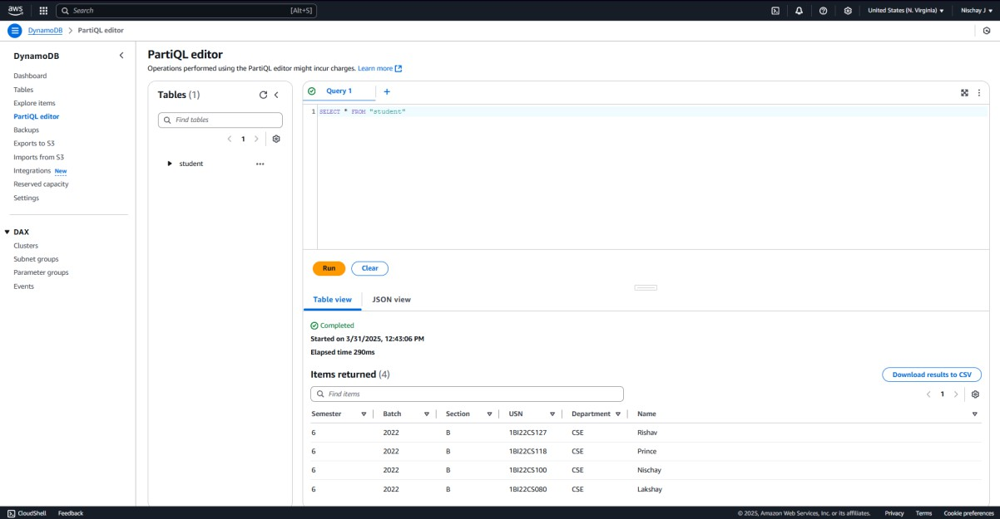 aws Search [Alt+S] United States (N. Virginia) Nischay J
DynamoDB > PartiQL editor
DynamoDB
Dashboard
Tables
Explore items
PartiQL editor
Backups
Exports to S3
Imports from S3
Integrations New
Reserved capacity
Settings
DAX
Clusters
Subnet groups
Parameter groups
Events
PartiQL editor
Operations performed using the PartiQL editor might incur charges. Learn more
Tables (1)
Find tables
1
student
Query 1
1 SELECT * FROM "student"
Run Clear
Table view JSON view
Completed
Started on 3/31/2025, 12:43:06 PM
Elapsed time 290ms
Items returned (4) Download results to CSV
Find items 1
Semester Batch Section USN Department Name
6 2022 B 1BI22CS127 CSE Rishav
6 2022 B 1BI22CS118 CSE Prince
6 2022 B 1BI22CS100 CSE Nischay
6 2022 B 1BI22CS080 CSE Lakshay
CloudShell Feedback © 2025, Amazon Web Services, Inc. or its affiliates. Privacy Terms Cookie preferences